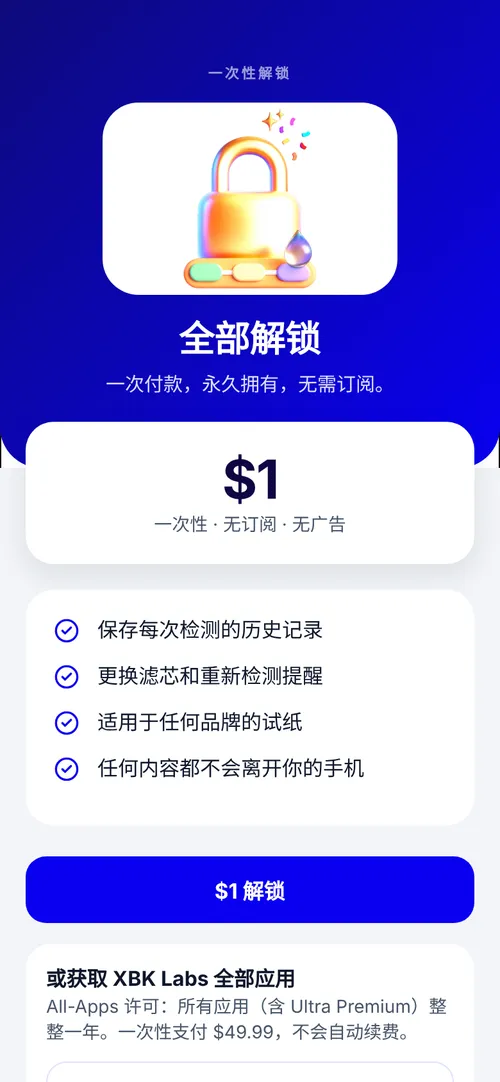 一次性解锁
全部解锁
一次付款，永久拥有，无需订阅。
$1
一次性 · 无订阅 · 无广告
保存每次检测的历史记录
更换滤芯和重新检测提醒
适用于任何品牌的试纸
任何内容都不会离开你的手机
$1 解锁
或获取 XBK Labs 全部应用
All-Apps 许可：所有应用（含 Ultra Premium）整
整一年。一次性支付 $49.99，不会自动续费。